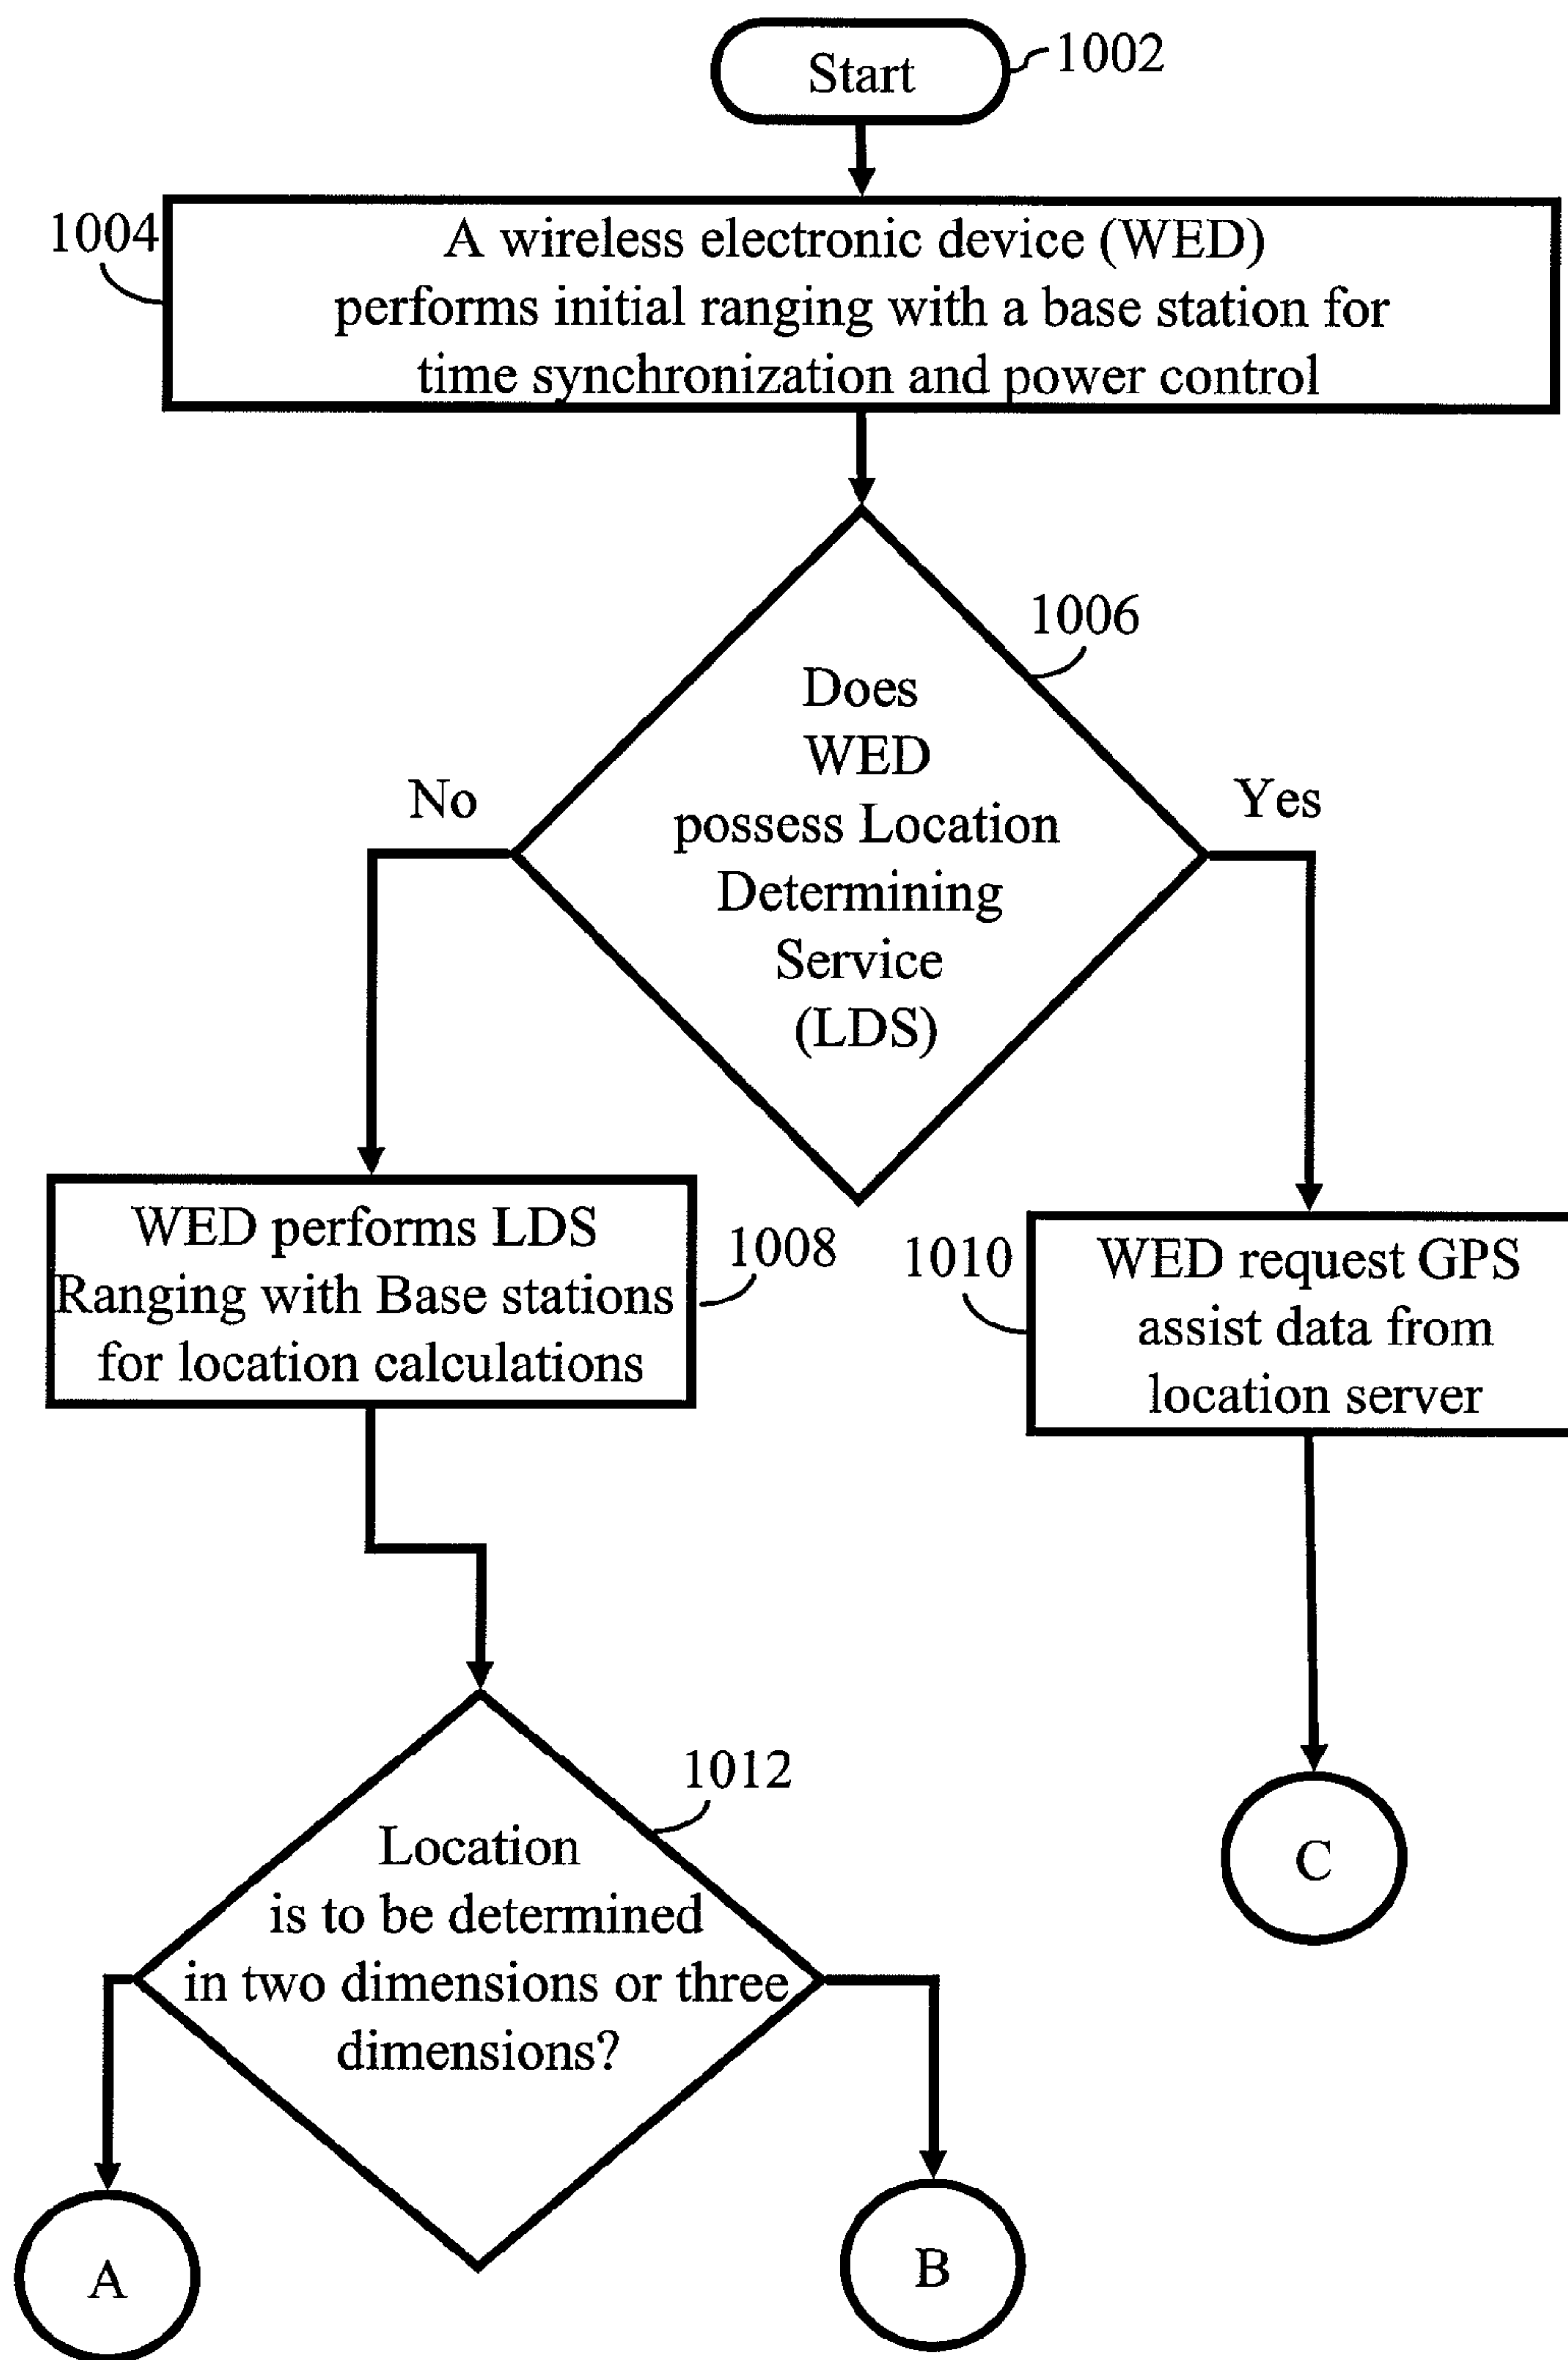 Start
1002
1004
A wireless electronic device (WED)
performs initial ranging with a base station for
time synchronization and power control
1006
Does
WED
possess Location
Determining
Service
(LDS)
No
Yes
WED performs LDS
Ranging with Base stations
for location calculations
1008
1010
WED request GPS
assist data from
location server
1012
Location
is to be determined
in two dimensions or three
dimensions?
C
A
B